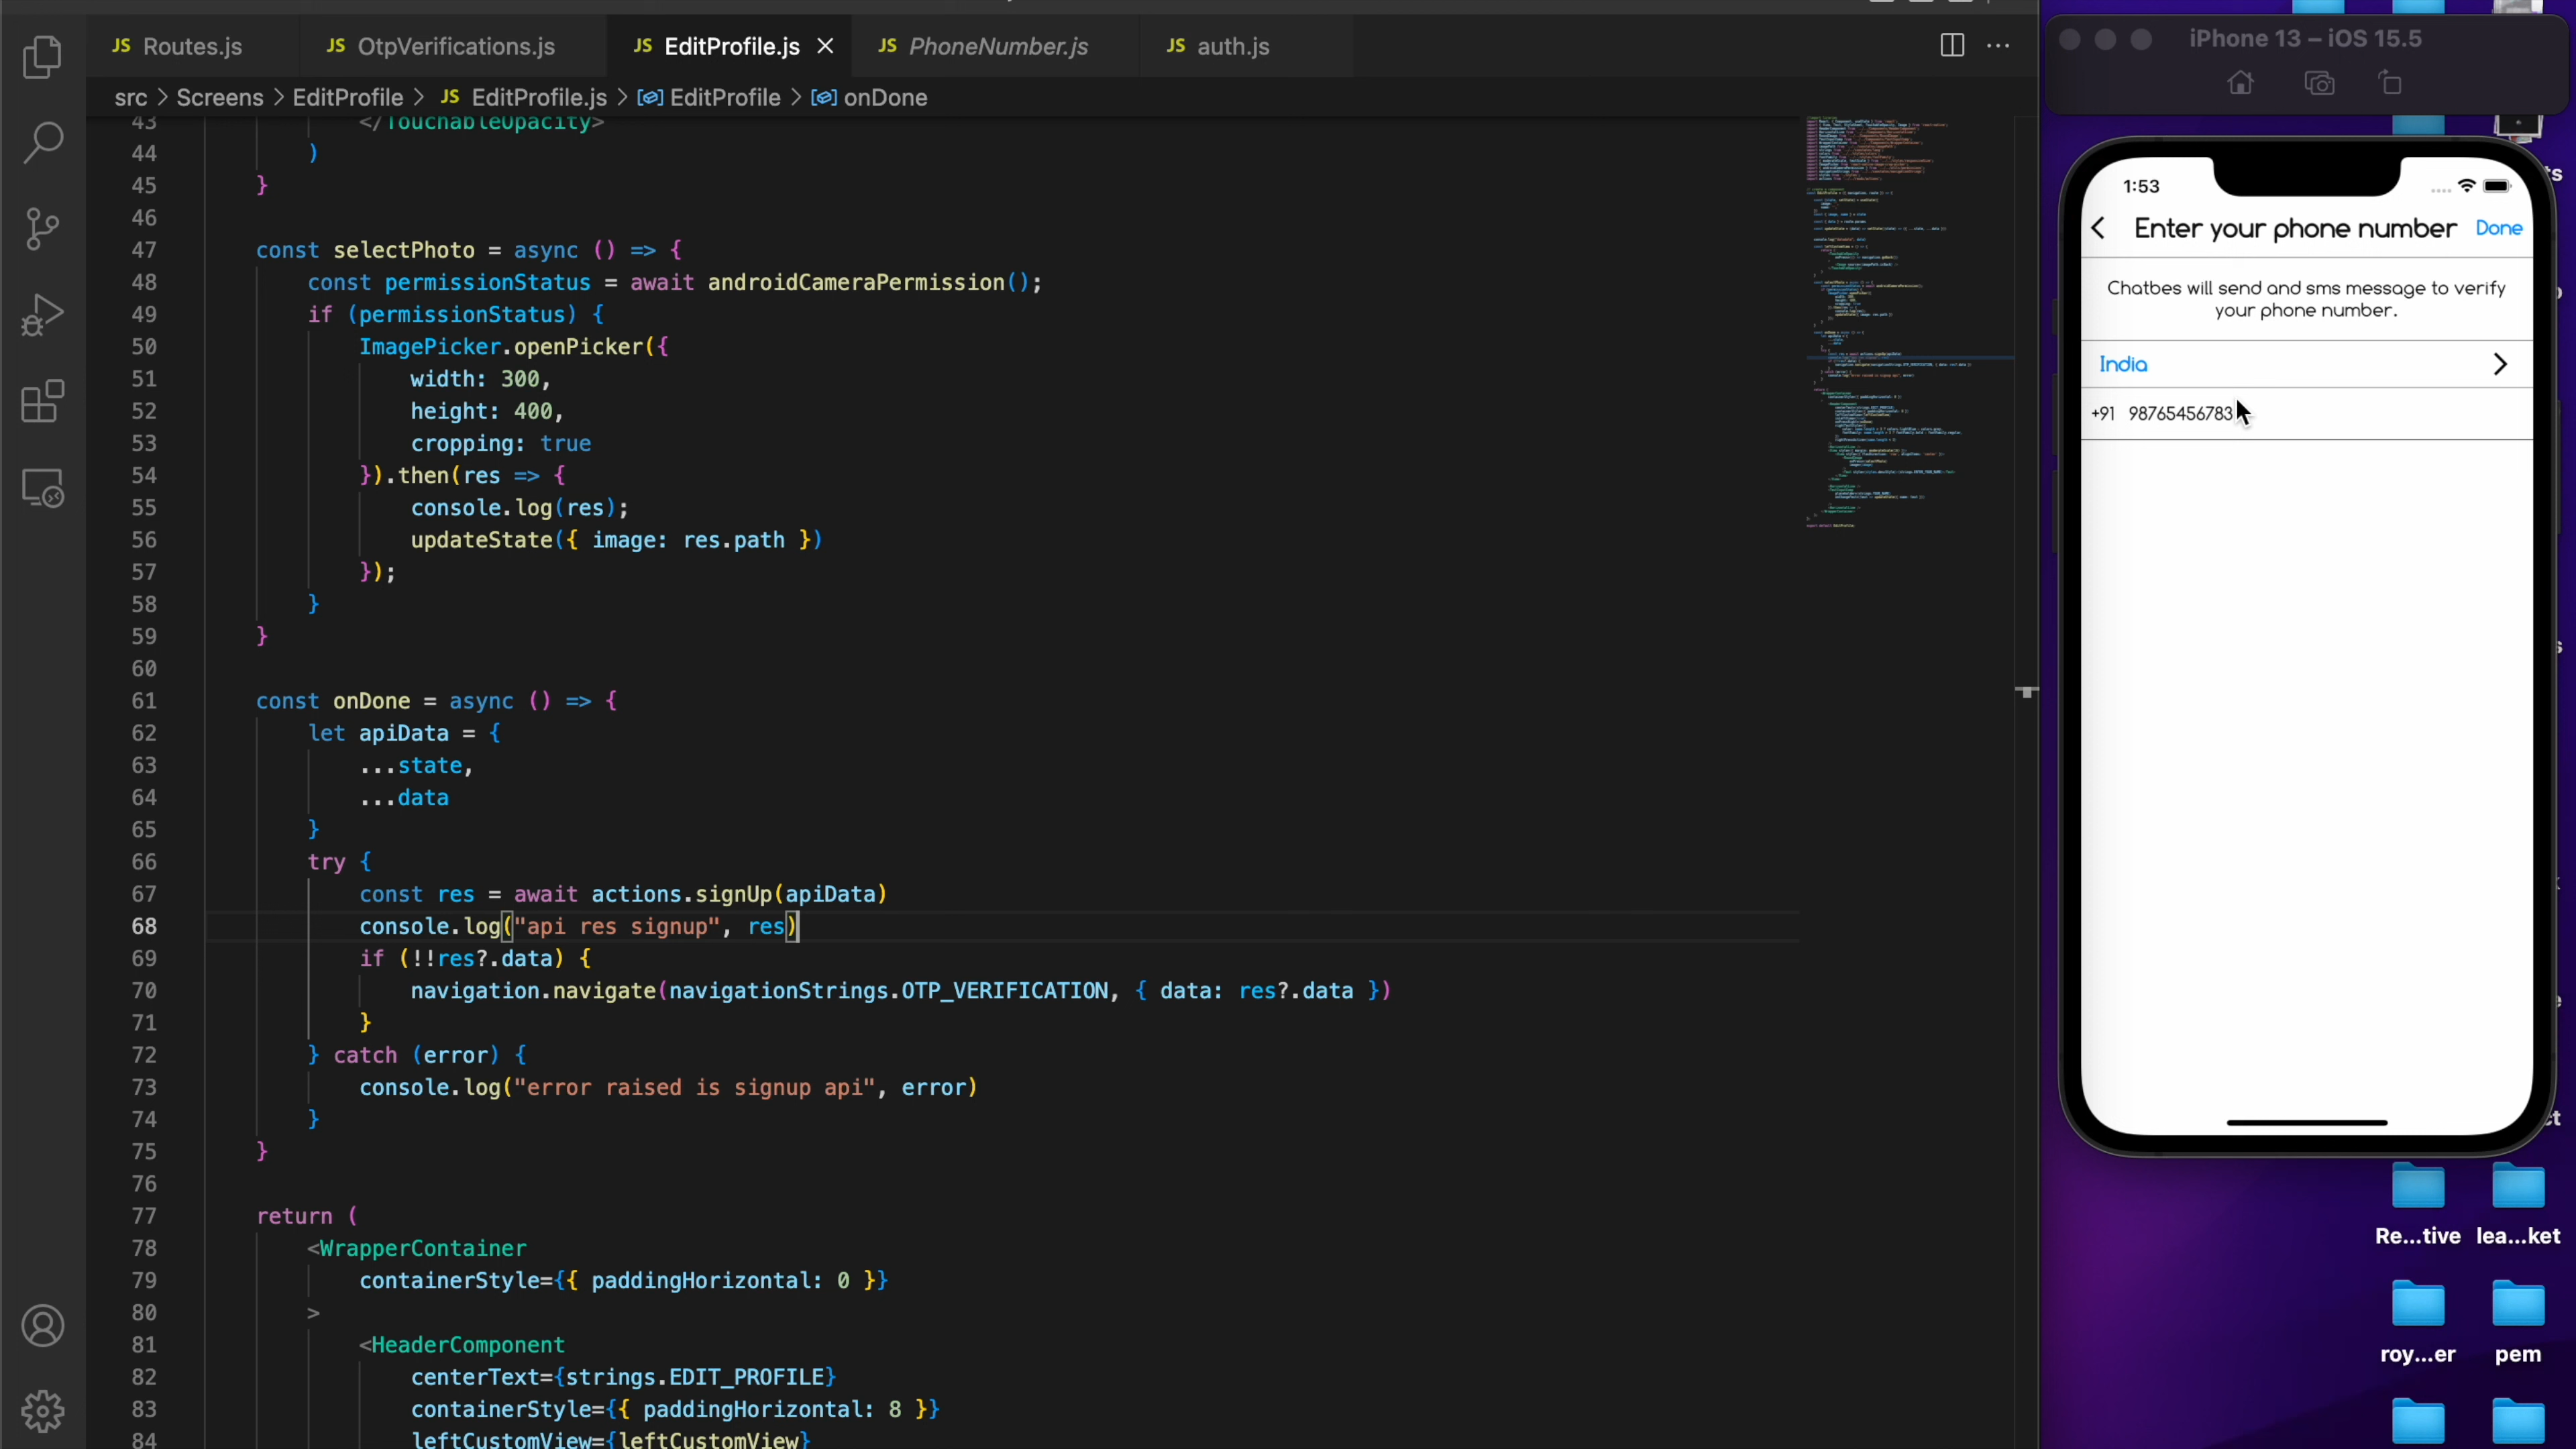 JS Routes.js
JS OtpVerifications.js
JS EditProfile.js
JS PhoneNumber.js
JS auth.js
src > Screens > EditProfile > JS EditProfile.js > EditProfile > onDone
43 </TouchableOpacity>
44 )
45 }
46
47 const selectPhoto = async () => {
48 const permissionStatus = await androidCameraPermission();
49 if (permissionStatus) {
50 ImagePicker.openPicker({
51 width: 300,
52 height: 400,
53 cropping: true
54 }).then(res => {
55 console.log(res);
56 updateState({ image: res.path })
57 });
58 }
59 }
60
61 const onDone = async () => {
62 let apiData = {
63 ...state,
64 ...data
65 }
66 try {
67 const res = await actions.signUp(apiData)
68 console.log("api res signup", res)
69 if (!!res?.data) {
70 navigation.navigate(navigationStrings.OTP_VERIFICATION, { data: res?.data })
71 }
72 } catch (error) {
73 console.log("error raised is signup api", error)
74 }
75 }
76
77 return (
78 <WrapperContainer
79 containerStyle={{ paddingHorizontal: 0 }}
80 >
81 <HeaderComponent
82 centerText={strings.EDIT_PROFILE}
83 containerStyle={{ paddingHorizontal: 8 }}
84 leftCustomView={leftCustomView}
iPhone 13 – iOS 15.5
1:53
Enter your phone number
Done
Chatbes will send and sms message to verify
your phone number.
India
+91 98765456783
Re...tive
lea...ket
roy...er
pem